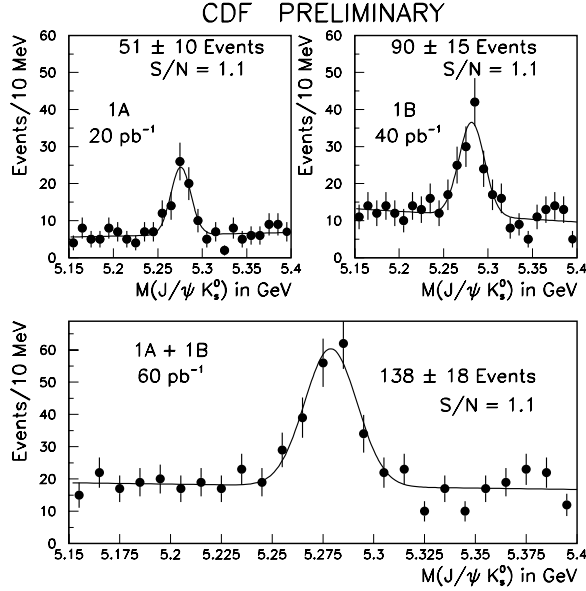 CDF PRELIMINARY
Events/10 MeV
60
50
40
30
20
10
0
51 ± 10 Events
S/N = 1.1
1A
20 pb⁻¹
5.15
5.2
5.25
5.3
5.35
5.4
M(J/ψ K⁰ₛ) in GeV
Events/10 MeV
60
50
40
30
20
10
0
90 ± 15 Events
S/N = 1.1
1B
40 pb⁻¹
5.15
5.2
5.25
5.3
5.35
5.4
M(J/ψ K⁰ₛ) in GeV
Events/10 MeV
60
50
40
30
20
10
0
1A + 1B
60 pb⁻¹
138 ± 18 Events
S/N = 1.1
5.15
5.175
5.2
5.225
5.25
5.275
5.3
5.325
5.35
5.375
5.4
M(J/ψ K⁰ₛ) in GeV